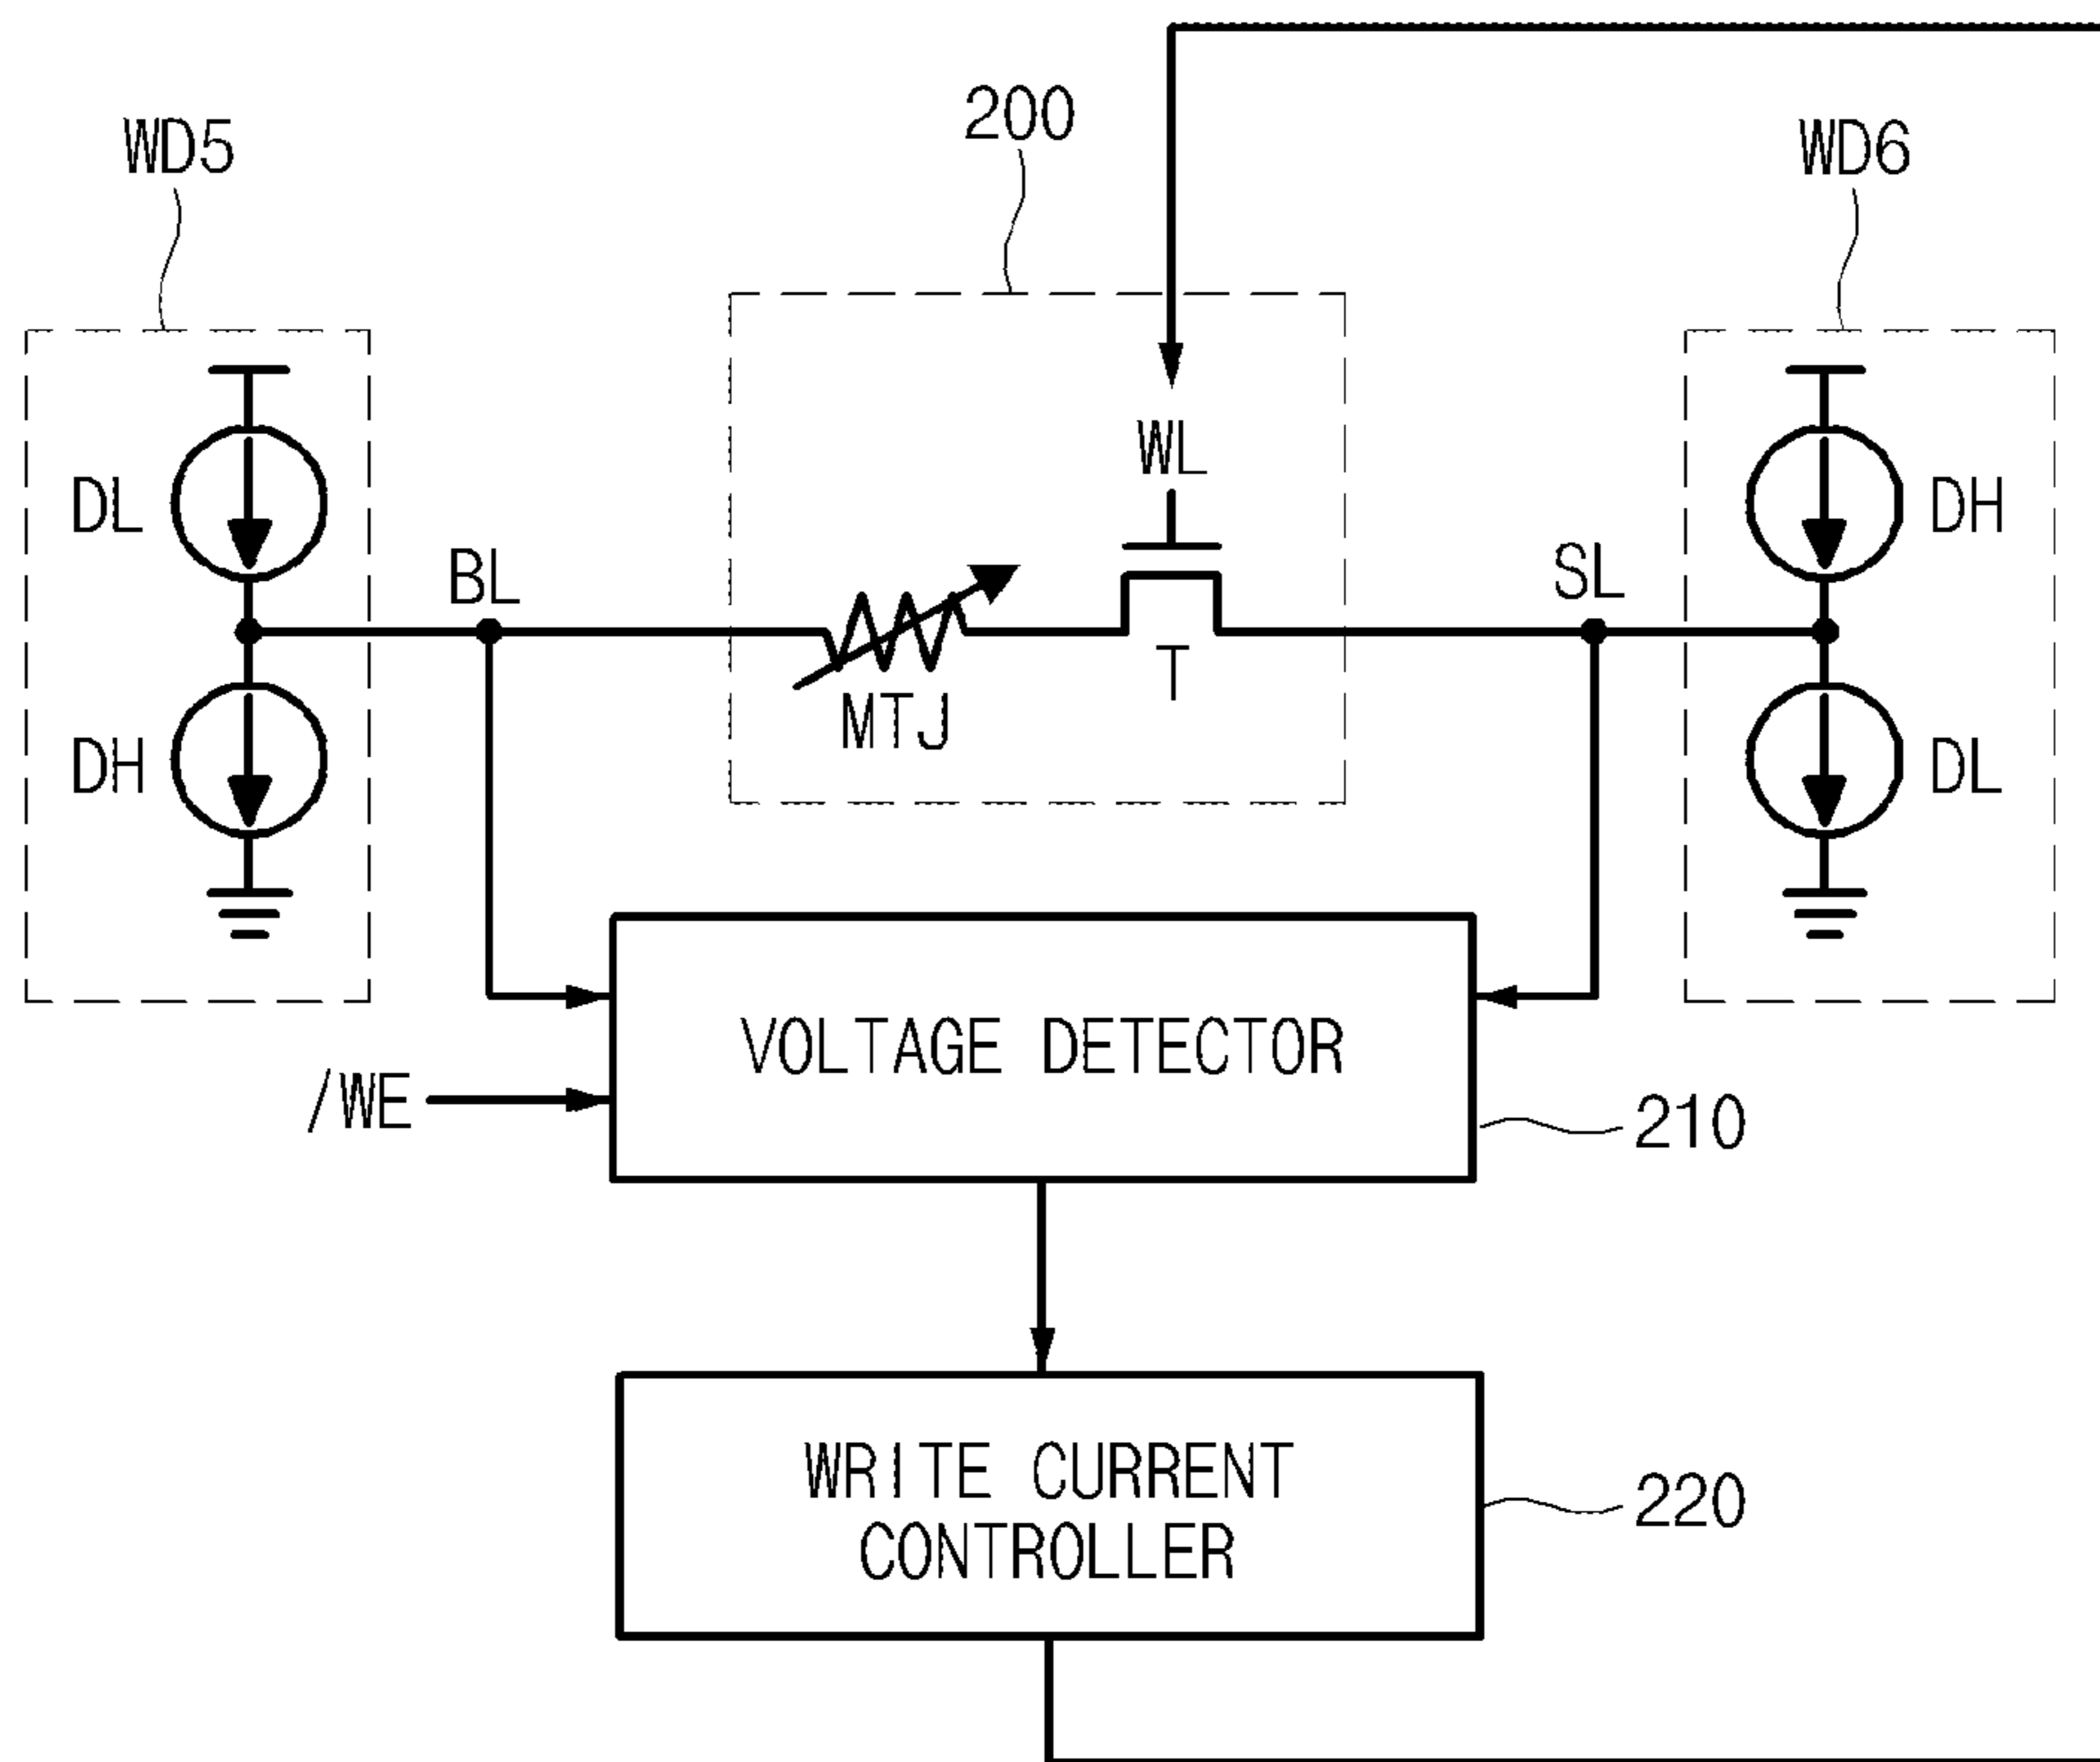 200
WD5
WD6
WL
DL
DH
BL
SL
T
MTJ
DH
DL
VOLTAGE DETECTOR
/WE
210
WRITE CURRENT
CONTROLLER
220